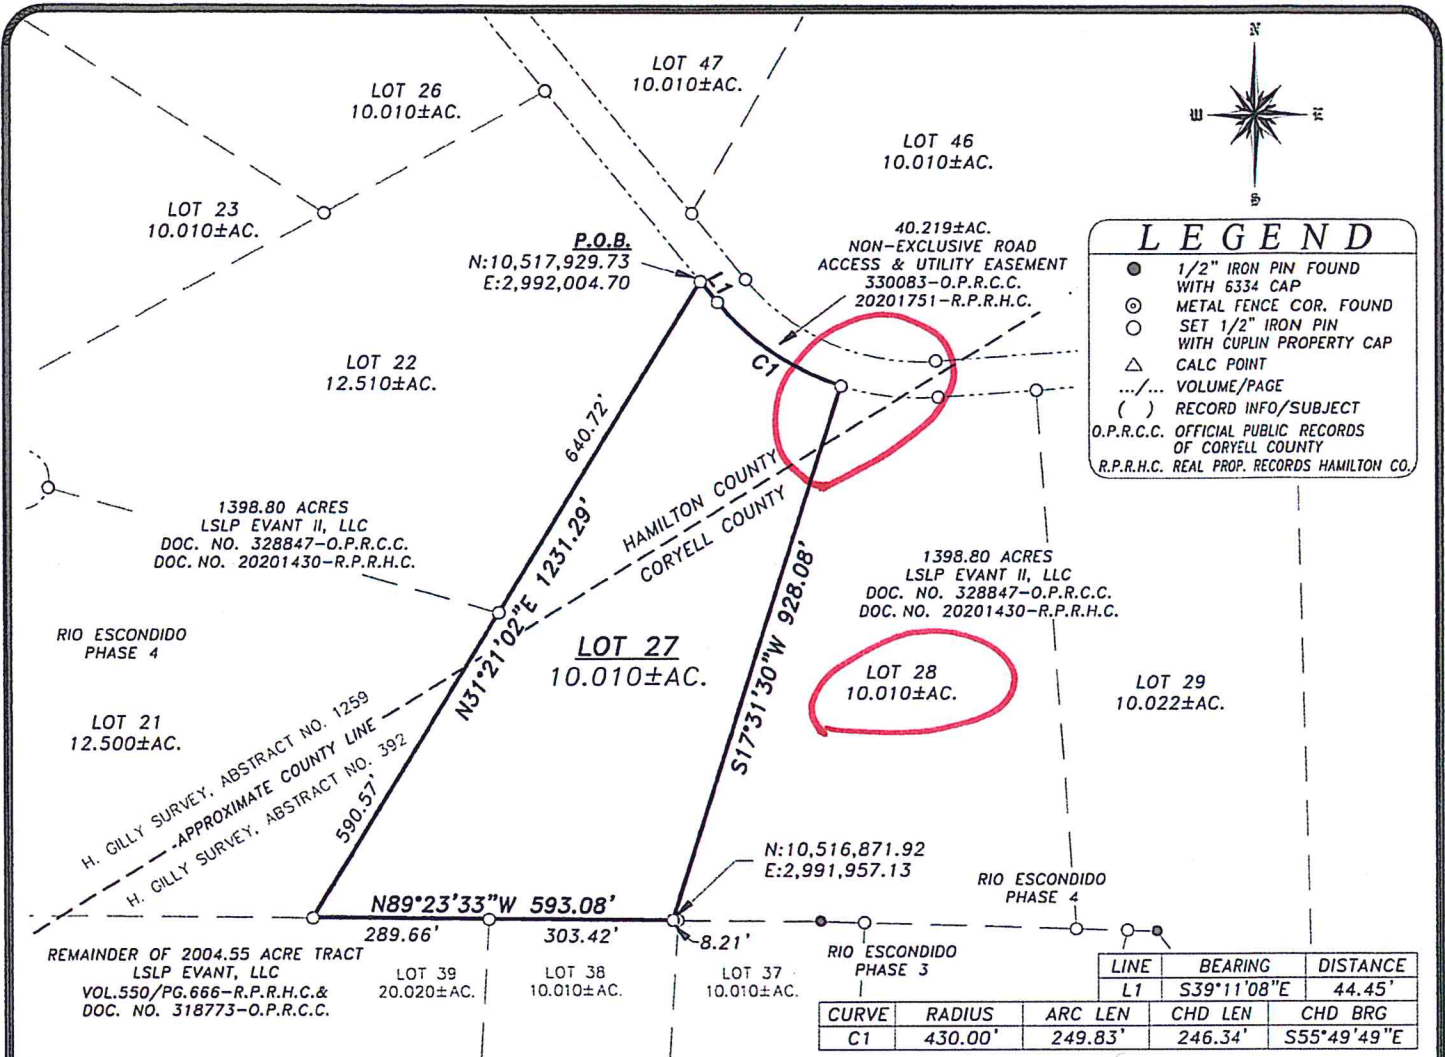 N
W E
S
LOT 47
10.010±AC.
LOT 26
10.010±AC.
LOT 46
10.010±AC.
LOT 23
10.010±AC.
P.O.B.
N:10,517,929.73
E:2,992,004.70
L1
40.219±AC.
NON-EXCLUSIVE ROAD
ACCESS & UTILITY EASEMENT
330083-O.P.R.C.C.
20201751-R.P.R.H.C.
C1
LEGEND
1/2" IRON PIN FOUND
WITH 6334 CAP
METAL FENCE COR. FOUND
SET 1/2" IRON PIN
WITH CUPLIN PROPERTY CAP
CALC POINT
.../... VOLUME/PAGE
( ) RECORD INFO/SUBJECT
O.P.R.C.C. OFFICIAL PUBLIC RECORDS
OF CORYELL COUNTY
R.P.R.H.C. REAL PROP. RECORDS HAMILTON CO.
LOT 22
12.510±AC.
640.72'
N31°21'02"E 1231.29'
590.57'
HAMILTON COUNTY
CORYELL COUNTY
1398.80 ACRES
LSLP EVANT II, LLC
DOC. NO. 328847-O.P.R.C.C.
DOC. NO. 20201430-R.P.R.H.C.
RIO ESCONDIDO
PHASE 4
LOT 21
12.500±AC.
H. GILLY SURVEY, ABSTRACT NO. 1259
APPROXIMATE COUNTY LINE
H. GILLY SURVEY, ABSTRACT NO. 392
LOT 27
10.010±AC.
S17°31'30"W 928.08'
1398.80 ACRES
LSLP EVANT II, LLC
DOC. NO. 328847-O.P.R.C.C.
DOC. NO. 20201430-R.P.R.H.C.
LOT 28
10.010±AC.
LOT 29
10.022±AC.
N:10,516,871.92
E:2,991,957.13
RIO ESCONDIDO
PHASE 4
N89°23'33"W 593.08'
289.66' 303.42' 8.21'
REMAINDER OF 2004.55 ACRE TRACT
LSLP EVANT, LLC
VOL.550/PG.666-R.P.R.H.C.&
DOC. NO. 318773-O.P.R.C.C.
LOT 39
20.020±AC.
LOT 38
10.010±AC.
LOT 37
10.010±AC.
RIO ESCONDIDO
PHASE 3
LINE BEARING DISTANCE
L1 S39°11'08"E 44.45'
CURVE RADIUS ARC LEN CHD LEN CHD BRG
C1 430.00' 249.83' 246.34' S55°49'49"E